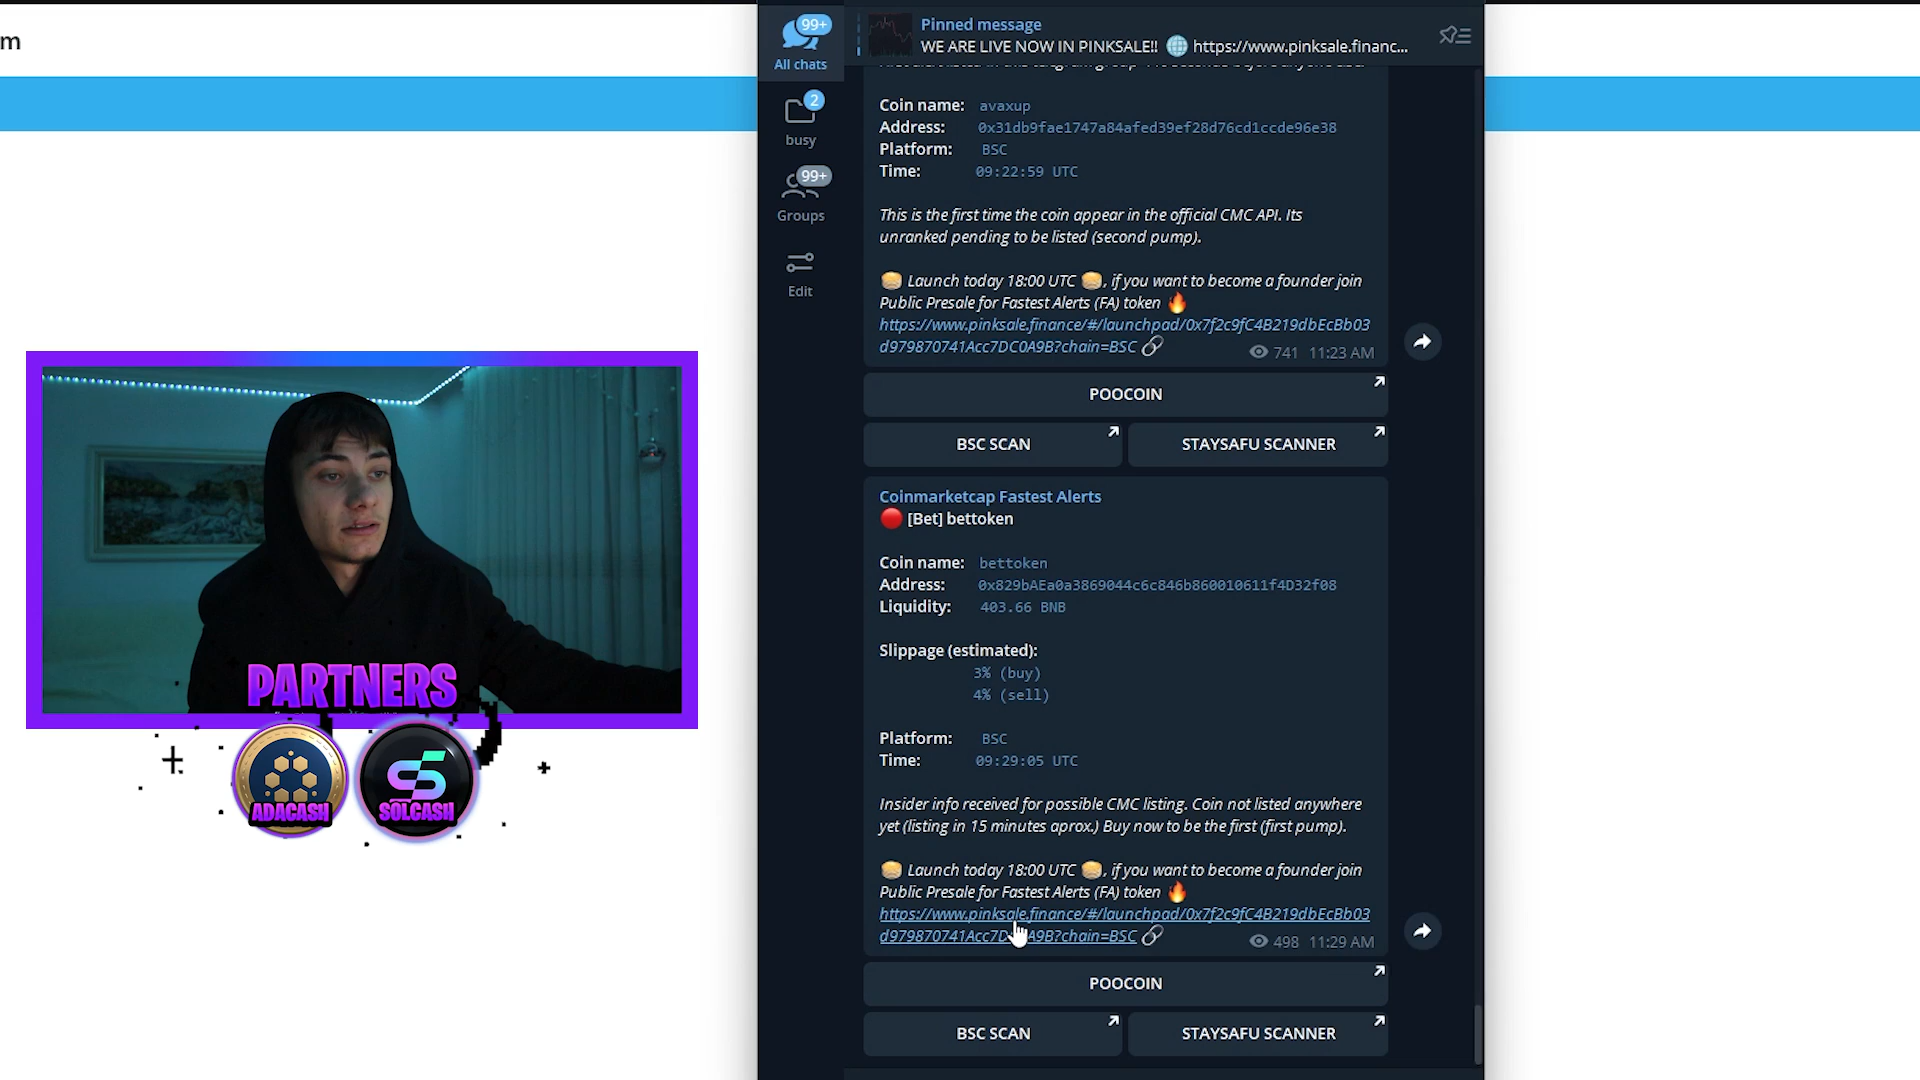 m
99+
All chats
2
busy
99+
Groups
Edit
Pinned message
WE ARE LIVE NOW IN PINKSALE!! 🌐 https://www.pinksale.financ...
Coin name: avaxup
Address: 0x31db9fae1747a84afed39ef28d76cd1ccde96e38
Platform: BSC
Time: 09:22:59 UTC
This is the first time the coin appear in the official CMC API. Its
unranked pending to be listed (second pump).
Launch today 18:00 UTC , if you want to become a founder join
Public Presale for Fastest Alerts (FA) token 🔥
https://www.pinksale.finance/#/launchpad/0x7f2c9fC4B219dbEcBb03
d979870741Acc7DC0A9B?chain=BSC 🔗 741 11:23 AM
POOCOIN
BSC SCAN STAYSAFU SCANNER
Coinmarketcap Fastest Alerts
🔴 [Bet] bettoken
Coin name: bettoken
Address: 0x829bAEa0a3869044c6c846b860010611f4D32f08
Liquidity: 403.66 BNB
Slippage (estimated):
3% (buy)
4% (sell)
Platform: BSC
Time: 09:29:05 UTC
Insider info received for possible CMC listing. Coin not listed anywhere
yet (listing in 15 minutes aprox.) Buy now to be the first (first pump).
Launch today 18:00 UTC , if you want to become a founder join
Public Presale for Fastest Alerts (FA) token 🔥
https://www.pinksale.finance/#/launchpad/0x7f2c9fC4B219dbEcBb03
498 11:29 AM
POOCOIN
BSC SCAN STAYSAFU SCANNER
PARTNERS
ADACASH
SOLCASH